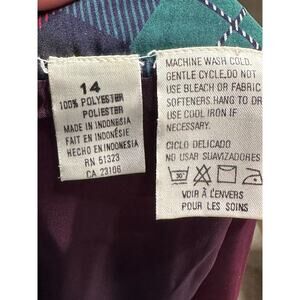 14
100% POLYESTER
POLIESTER
MADE IN INDONESIA
FAIT EN INDONÉSIE
HECHO EN INDONESIA
RN 51323
CA 23106
MACHINE WASH COLD,
GENTLE CYCLE,DO NOT
USE BLEACH OR FABRIC
SOFTENERS.HANG TO DR
USE COOL IRON IF
NECESSARY.
CICLO DELICADO
NO USAR SUAVIZADORES
30°
VOIR À L'ENVERS
POUR LES SOINS